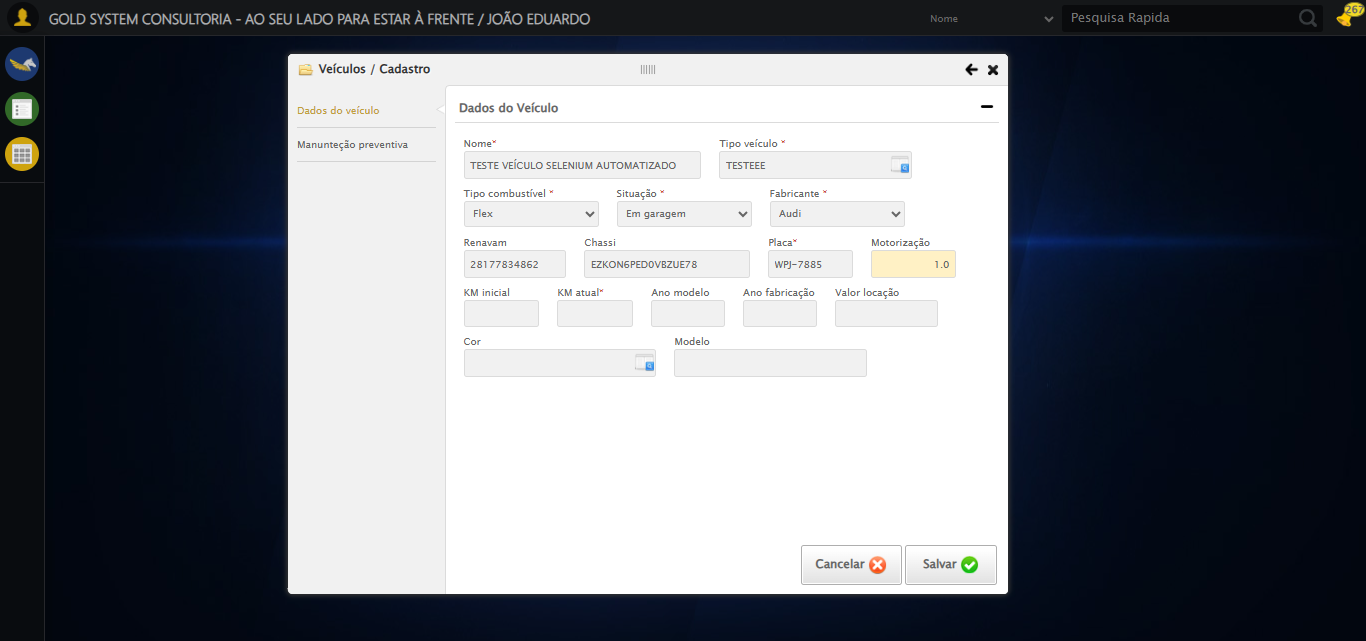 GOLD SYSTEM CONSULTORIA - AO SEU LADO PARA ESTAR À FRENTE / JOÃO EDUARDO
Nome
Pesquisa Rapida
267
Veículos / Cadastro
Dados do veículo
Manunteção preventiva
Dados do Veículo
Nome* Tipo veículo *
TESTE VEÍCULO SELENIUM AUTOMATIZADO TESTEEE
Tipo combustível * Situação * Fabricante *
Flex Em garagem Audi
Renavam Chassi Placa* Motorização
28177834862 EZKON6PED0VBZUE78 WPJ-7885 1.0
KM inicial KM atual* Ano modelo Ano fabricação Valor locação
Cor Modelo
Cancelar Salvar